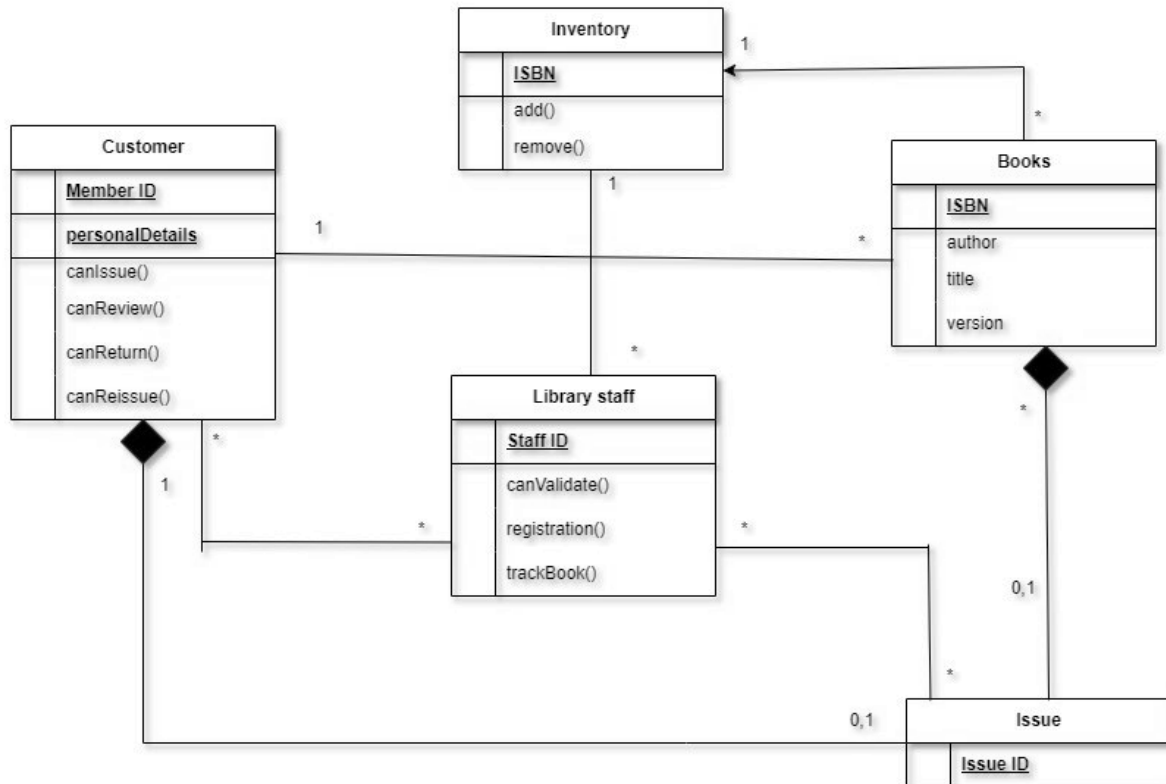 Inventory
ISBN
add()
remove()
1
*
1
Books
ISBN
author
title
version
Customer
Member ID
personalDetails
canIssue()
canReview()
canReturn()
canReissue()
1
*
*
Library staff
Staff ID
canValidate()
registration()
trackBook()
*
1
*
*
*
0,1
*
0,1
Issue
Issue ID